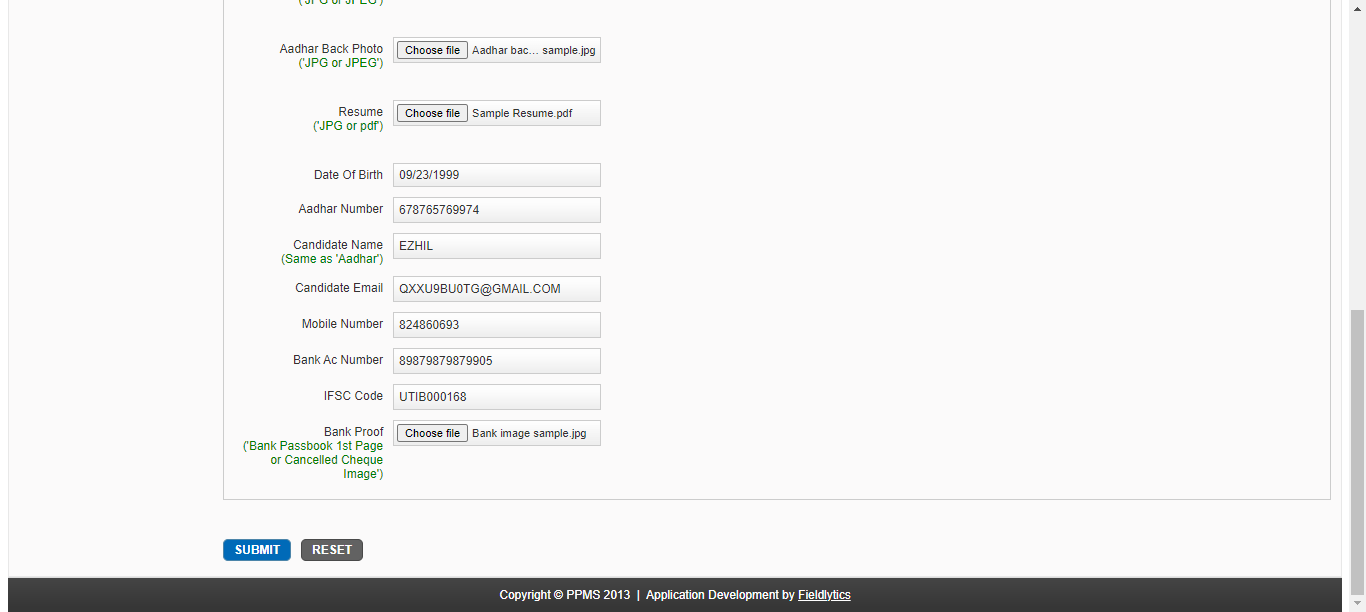 ('JPG or JPEG')
Aadhar Back Photo
('JPG or JPEG')
Choose file Aadhar bac... sample.jpg
Resume
('JPG or pdf')
Choose file Sample Resume.pdf
Date Of Birth 09/23/1999
Aadhar Number 678765769974
Candidate Name EZHIL
(Same as 'Aadhar')
Candidate Email QXXU9BU0TG@GMAIL.COM
Mobile Number 824860693
Bank Ac Number 89879879879905
IFSC Code UTIB000168
Bank Proof Choose file Bank image sample.jpg
('Bank Passbook 1st Page
or Cancelled Cheque
Image')
SUBMIT RESET
Copyright © PPMS 2013 | Application Development by Fieldlytics